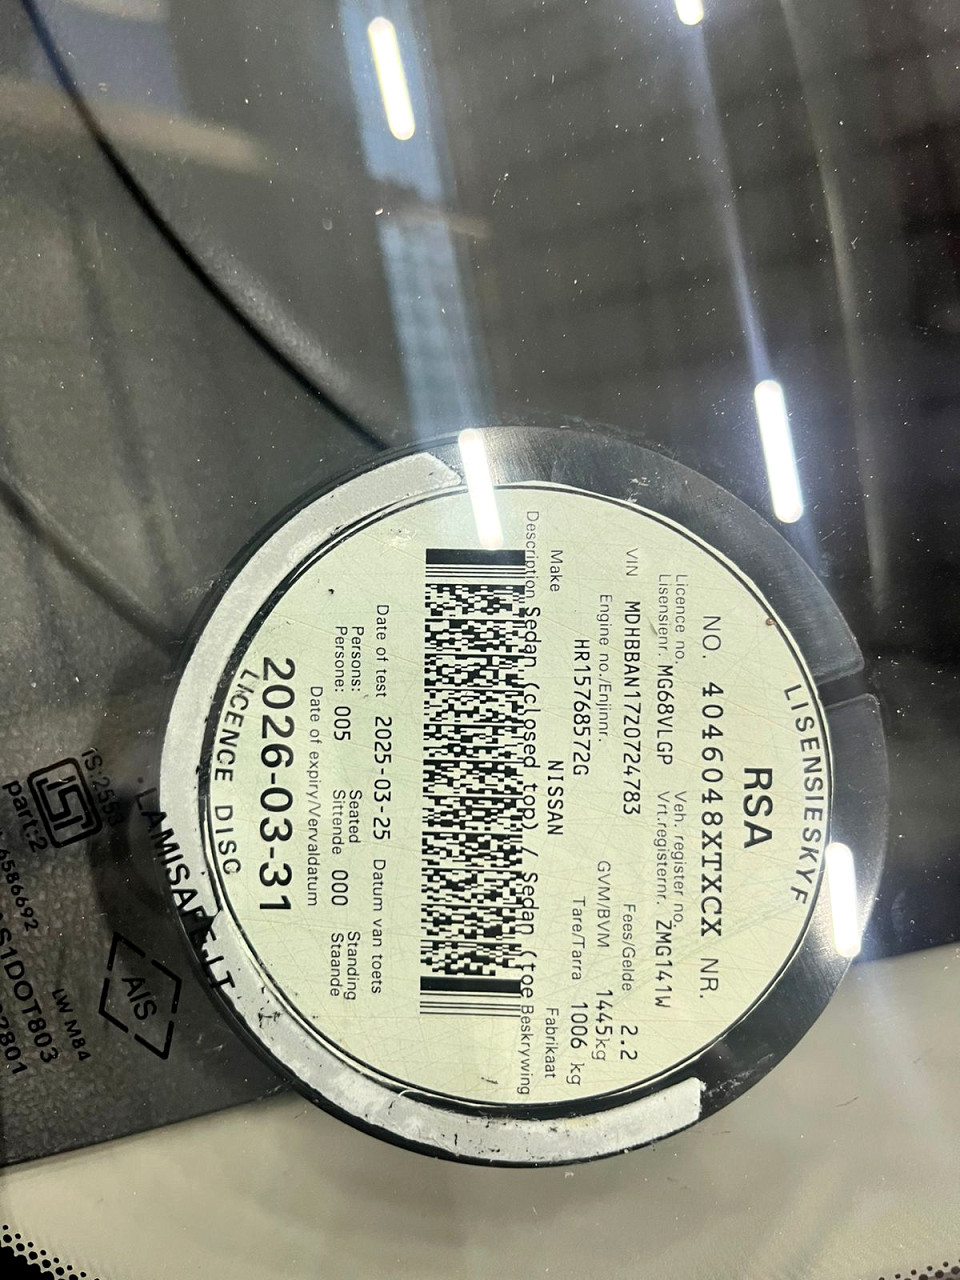 LISENSIESKYF
RSA
NO. 4046048XTXCX NR.
Licence no. Veh. register no.
Lisensienr. MG68VLGP Vrt.registernr. ZMG141W
VIN MDHBBAN17Z0724783 Fees/Gelde 2.2
Engine no./Enjinnr. GVM/BVM 1445kg
HR15768572G Tare/Tarra 1006 kg
Make NISSAN Fabrikaat
Description Sedan (closed top) / Sedan (toe Beskrywing
Date of test 2025-03-25 Datum van toets
Persons: Seated Standing
Persone: 005 Sittende 000 Staande
Date of expiry/Vervaldatum
2026-03-31
LICENCE DISC
LAMISAFE LT
IS:2553
part:2
AIS
LW M84
S1DOT803